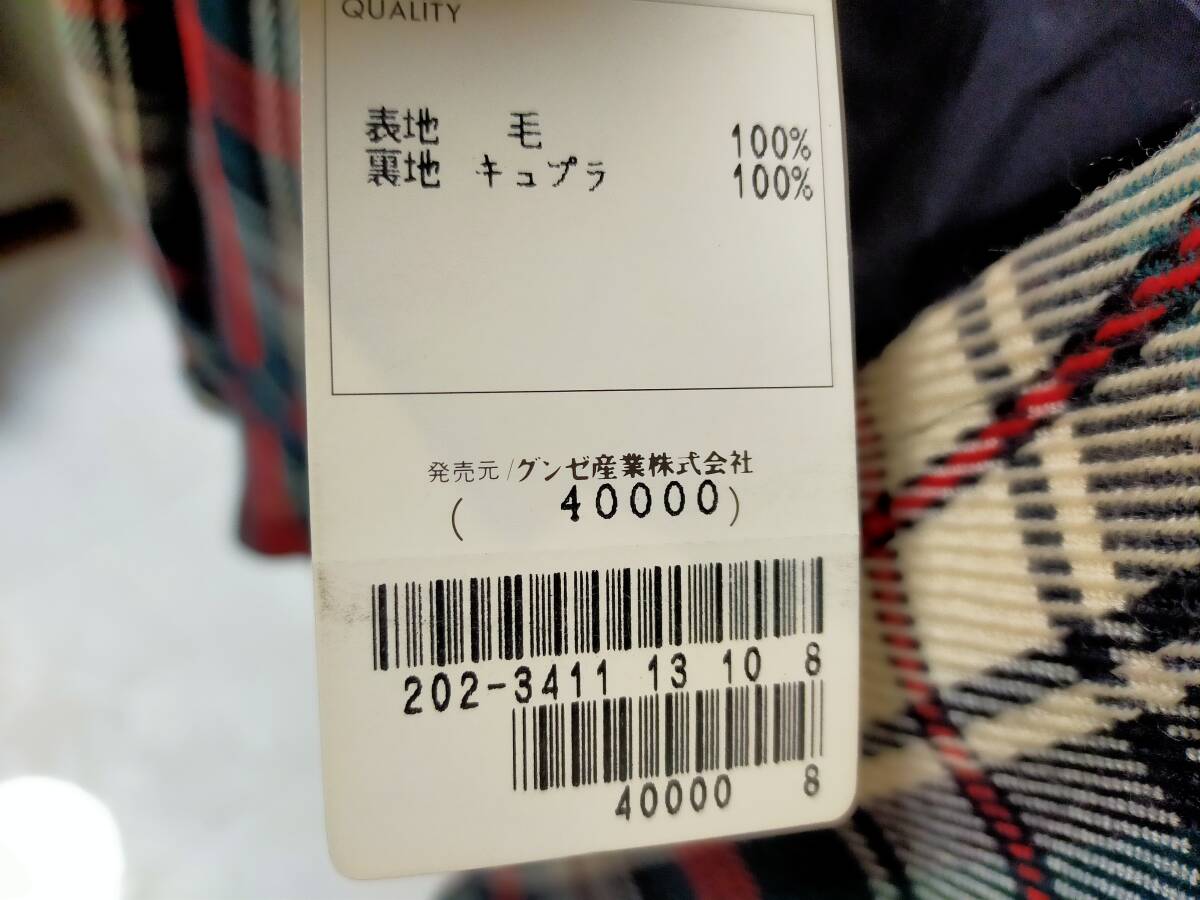 QUALITY
表地 毛 100%
裏地 キュプラ 100%
発売元/グンゼ産業株式会社
( 40000)
202-3411 13 10 8
40000 8